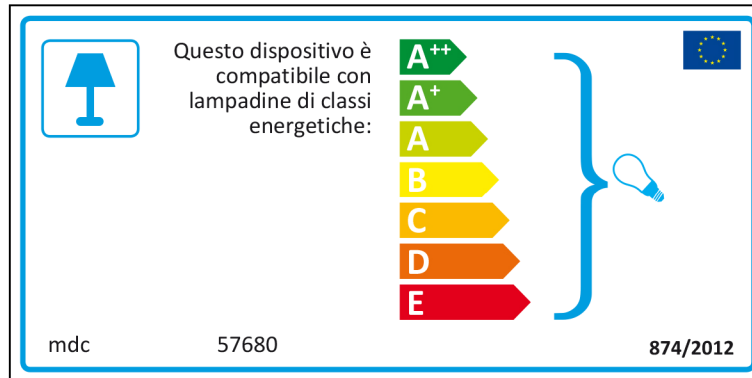 Questo dispositivo è
compatibile con
lampadine di classi
energetiche:
A++
A+
A
B
C
D
E
mdc 57680 874/2012